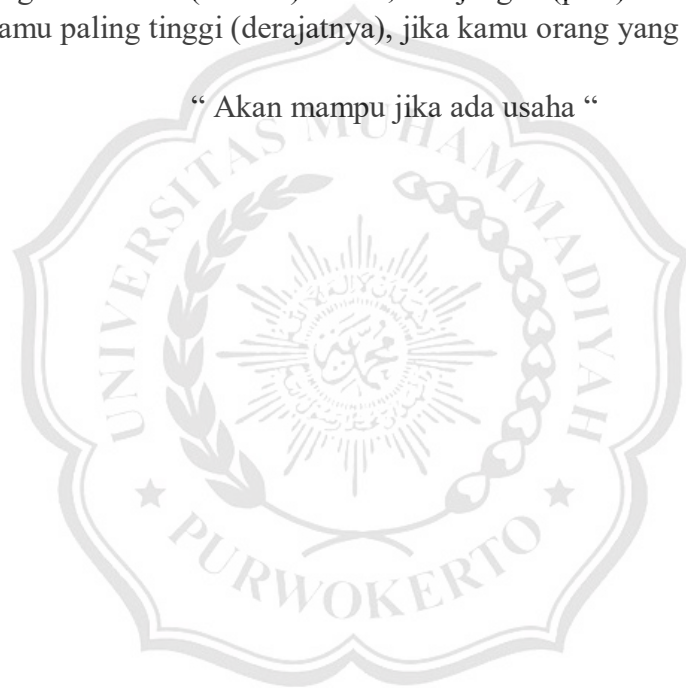 amu paling tinggi (derajatnya), jika kamu orang yang
“ Akan mampu jika ada usaha “
UNIVERSITAS MUHAMMADIYAH
PURWOKERTO